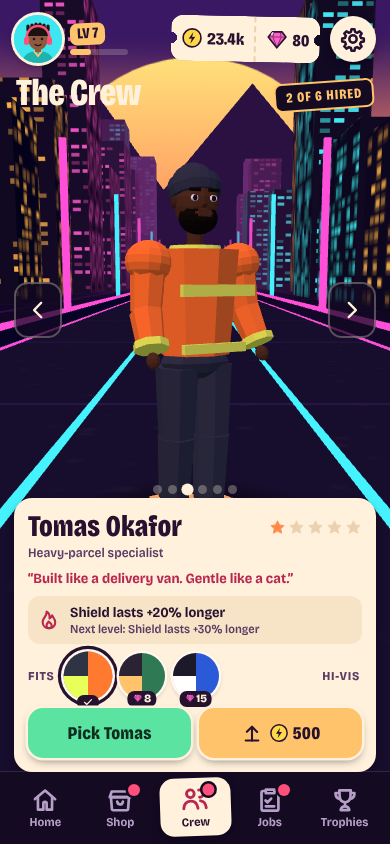 LV 7
23.4k
80
The Crew
2 OF 6 HIRED
Tomas Okafor
Heavy-parcel specialist
"Built like a delivery van. Gentle like a cat."
Shield lasts +20% longer
Next level: Shield lasts +30% longer
FITS
8
15
HI-VIS
Pick Tomas
500
Home
Shop
Crew
Jobs
Trophies